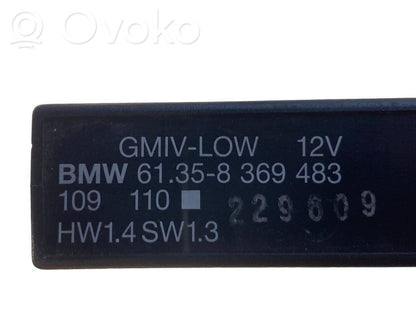 Ovoko
GMIV-LOW 12V
BMW 61.35-8 369 483
109 110 ■ 229609
HW1.4 SW1.3